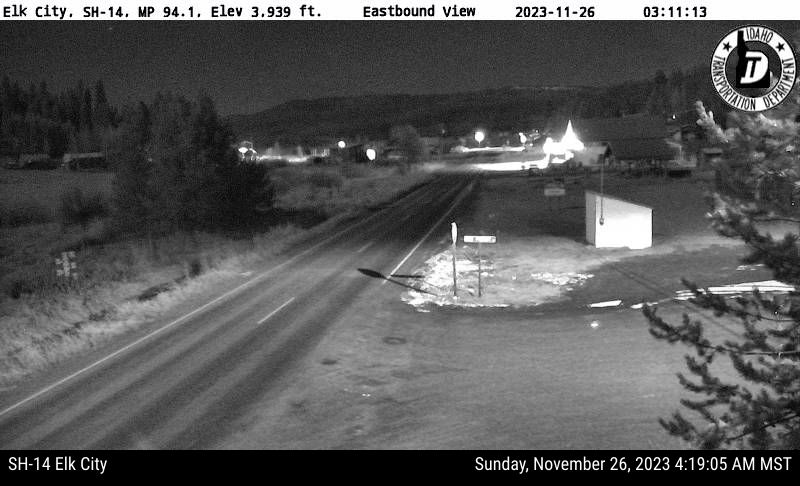 Elk City, SH-14, MP 94.1, Elev 3,939 ft. Eastbound View 2023-11-26 03:11:13
IDAHO
TRANSPORTATION DEPARTMENT
SH-14 Elk City Sunday, November 26, 2023 4:19:05 AM MST